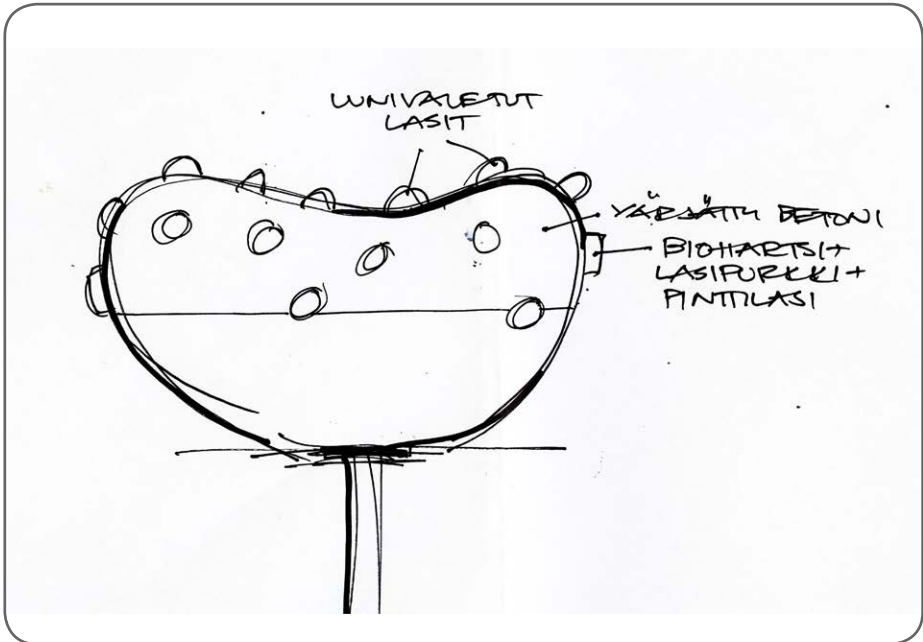 UUNIVALETUT
LASIT
VÄRJÄTTY BETONI
BIOHARTSI+
LASIPURKKI+
PINTTILASI